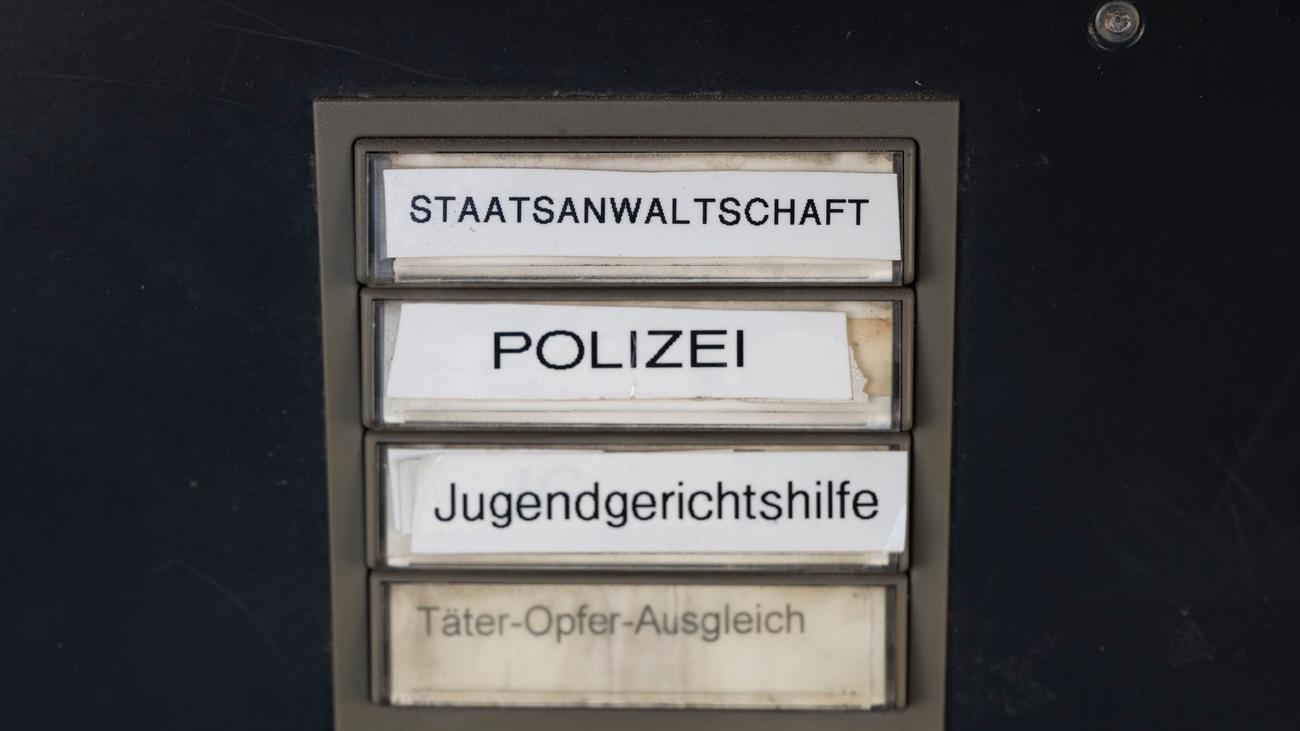 STAATSANWALTSCHAFT
POLIZEI
Jugendgerichtshilfe
Täter-Opfer-Ausgleich